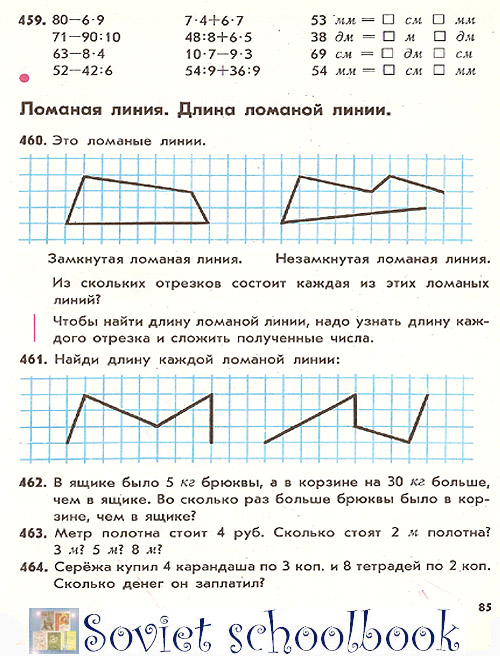 459. 80−6·9 7·4+6·7 53 мм = □ см □ мм
71−90:10 48:8+6·5 38 дм = □ м □ дм
63−8·4 10·7−9·3 69 см = □ дм □ см
52−42:6 54:9+36:9 54 мм = □ см □ мм
Ломаная линия. Длина ломаной линии.
460. Это ломаные линии.
Замкнутая ломаная линия. Незамкнутая ломаная линия.
Из скольких отрезков состоит каждая из этих ломаных
линий?
Чтобы найти длину ломаной линии, надо узнать длину каж-
дого отрезка и сложить полученные числа.
461. Найди длину каждой ломаной линии:
462. В ящике было 5 кг брюквы, а в корзине на 30 кг больше,
чем в ящике. Во сколько раз больше брюквы было в кор-
зине, чем в ящике?
463. Метр полотна стоит 4 руб. Сколько стоят 2 м полотна?
3 м? 5 м? 8 м?
464. Серёжа купил 4 карандаша по 3 коп. и 8 тетрадей по 2 коп.
Сколько денег он заплатил?
85
Soviet schoolbook